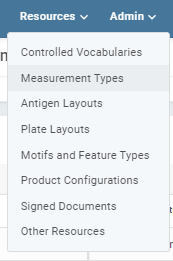 Resources Admin
Controlled Vocabularies
Measurement Types
Antigen Layouts
Plate Layouts
Motifs and Feature Types
Product Configurations
Signed Documents
Other Resources